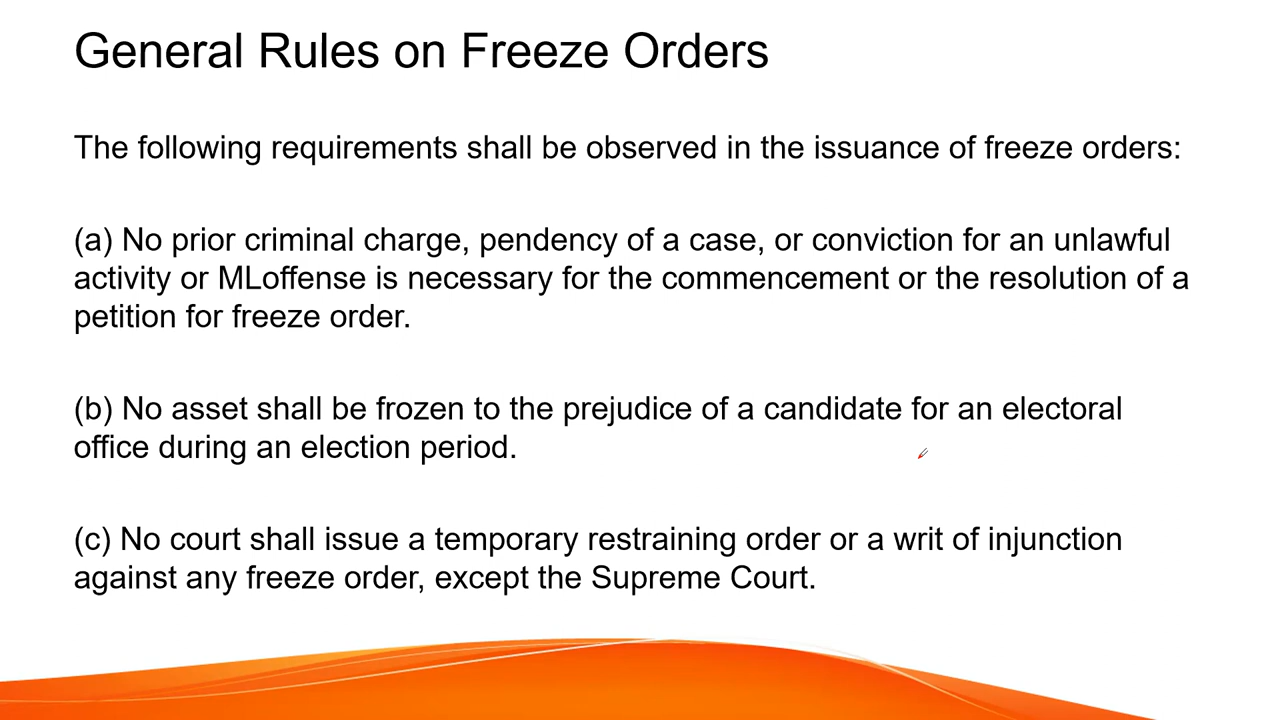 General Rules on Freeze Orders
The following requirements shall be observed in the issuance of freeze orders:
(a) No prior criminal charge, pendency of a case, or conviction for an unlawful
activity or MLoffense is necessary for the commencement or the resolution of a
petition for freeze order.
(b) No asset shall be frozen to the prejudice of a candidate for an electoral
office during an election period.
(c) No court shall issue a temporary restraining order or a writ of injunction
against any freeze order, except the Supreme Court.